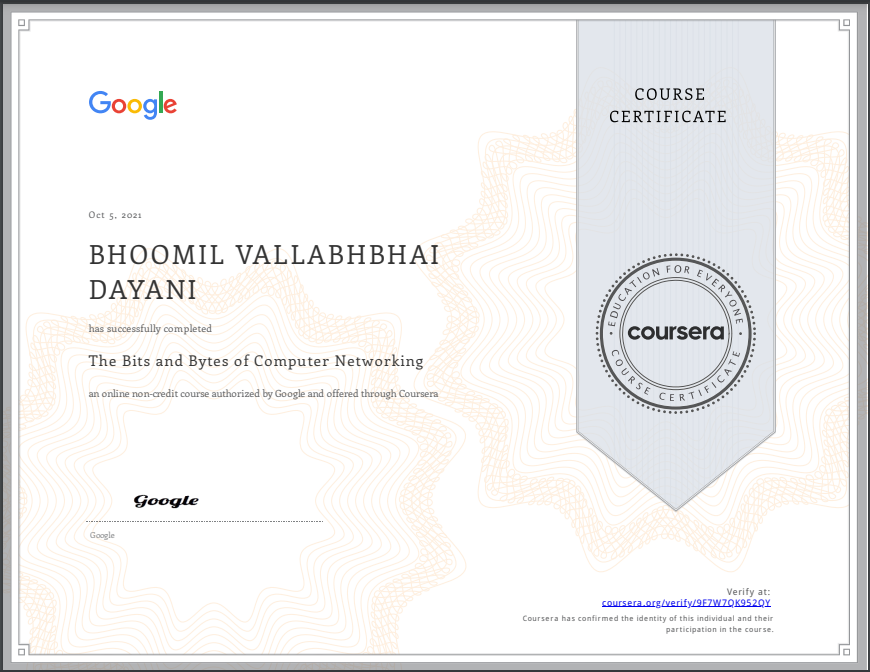 Google
COURSE
CERTIFICATE
Oct 5, 2021
BHOOMIL VALLABHBHAI
DAYANI
has successfully completed
The Bits and Bytes of Computer Networking
an online non-credit course authorized by Google and offered through Coursera
EDUCATION FOR EVERYONE
coursera
COURSE CERTIFICATE
Google
Google
Verify at:
coursera.org/verify/9F7W7QK952QY
Coursera has confirmed the identity of this individual and their
participation in the course.